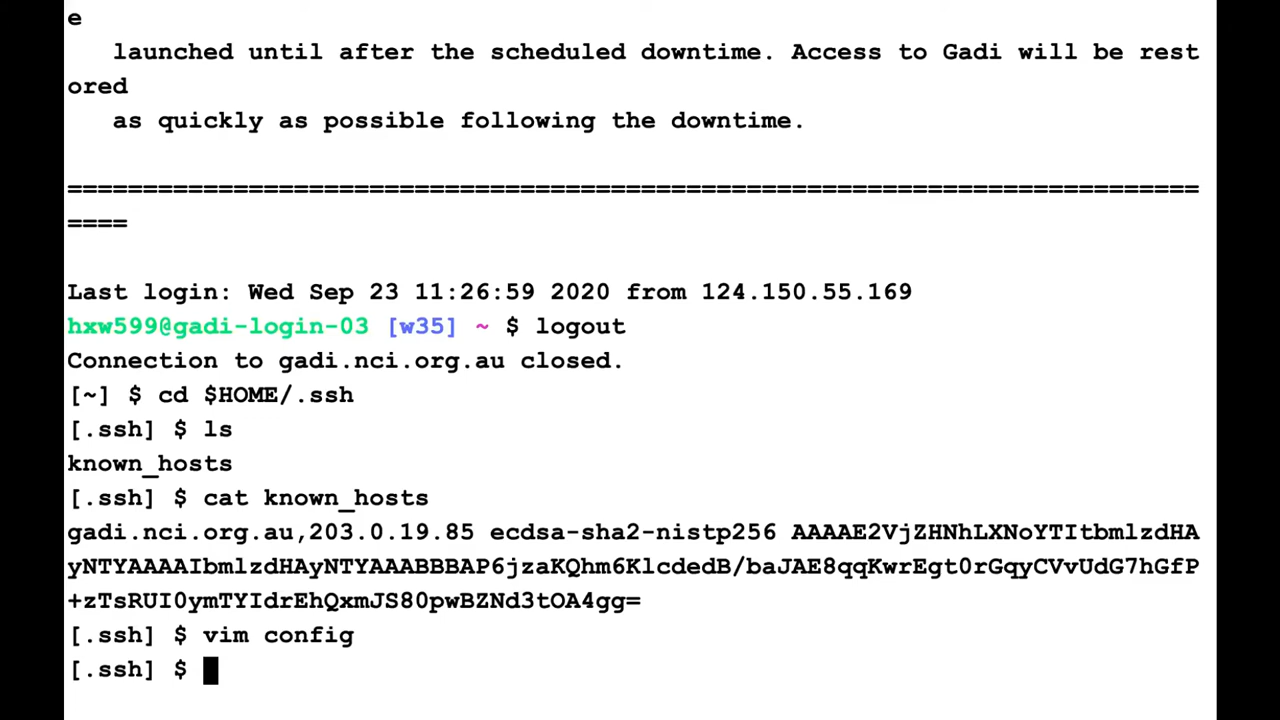 e
launched until after the scheduled downtime. Access to Gadi will be rest
ored
as quickly as possible following the downtime.
===========================================================================
====
Last login: Wed Sep 23 11:26:59 2020 from 124.150.55.169
hxw599@gadi-login-03 [w35] ~ $ logout
Connection to gadi.nci.org.au closed.
[~] $ cd $HOME/.ssh
[.ssh] $ ls
known_hosts
[.ssh] $ cat known_hosts
gadi.nci.org.au,203.0.19.85 ecdsa-sha2-nistp256 AAAAE2VjZHNhLXNoYTItbmlzdHA
yNTYAAAAIbmlzdHAyNTYAAABBBAP6jzaKQhm6KlcdedB/baJAE8qqKwrEgt0rGqyCVvUdG7hGfP
+zTsRUI0ymTYIdrEhQxmJS80pwBZNd3tOA4gg=
[.ssh] $ vim config
[.ssh] $